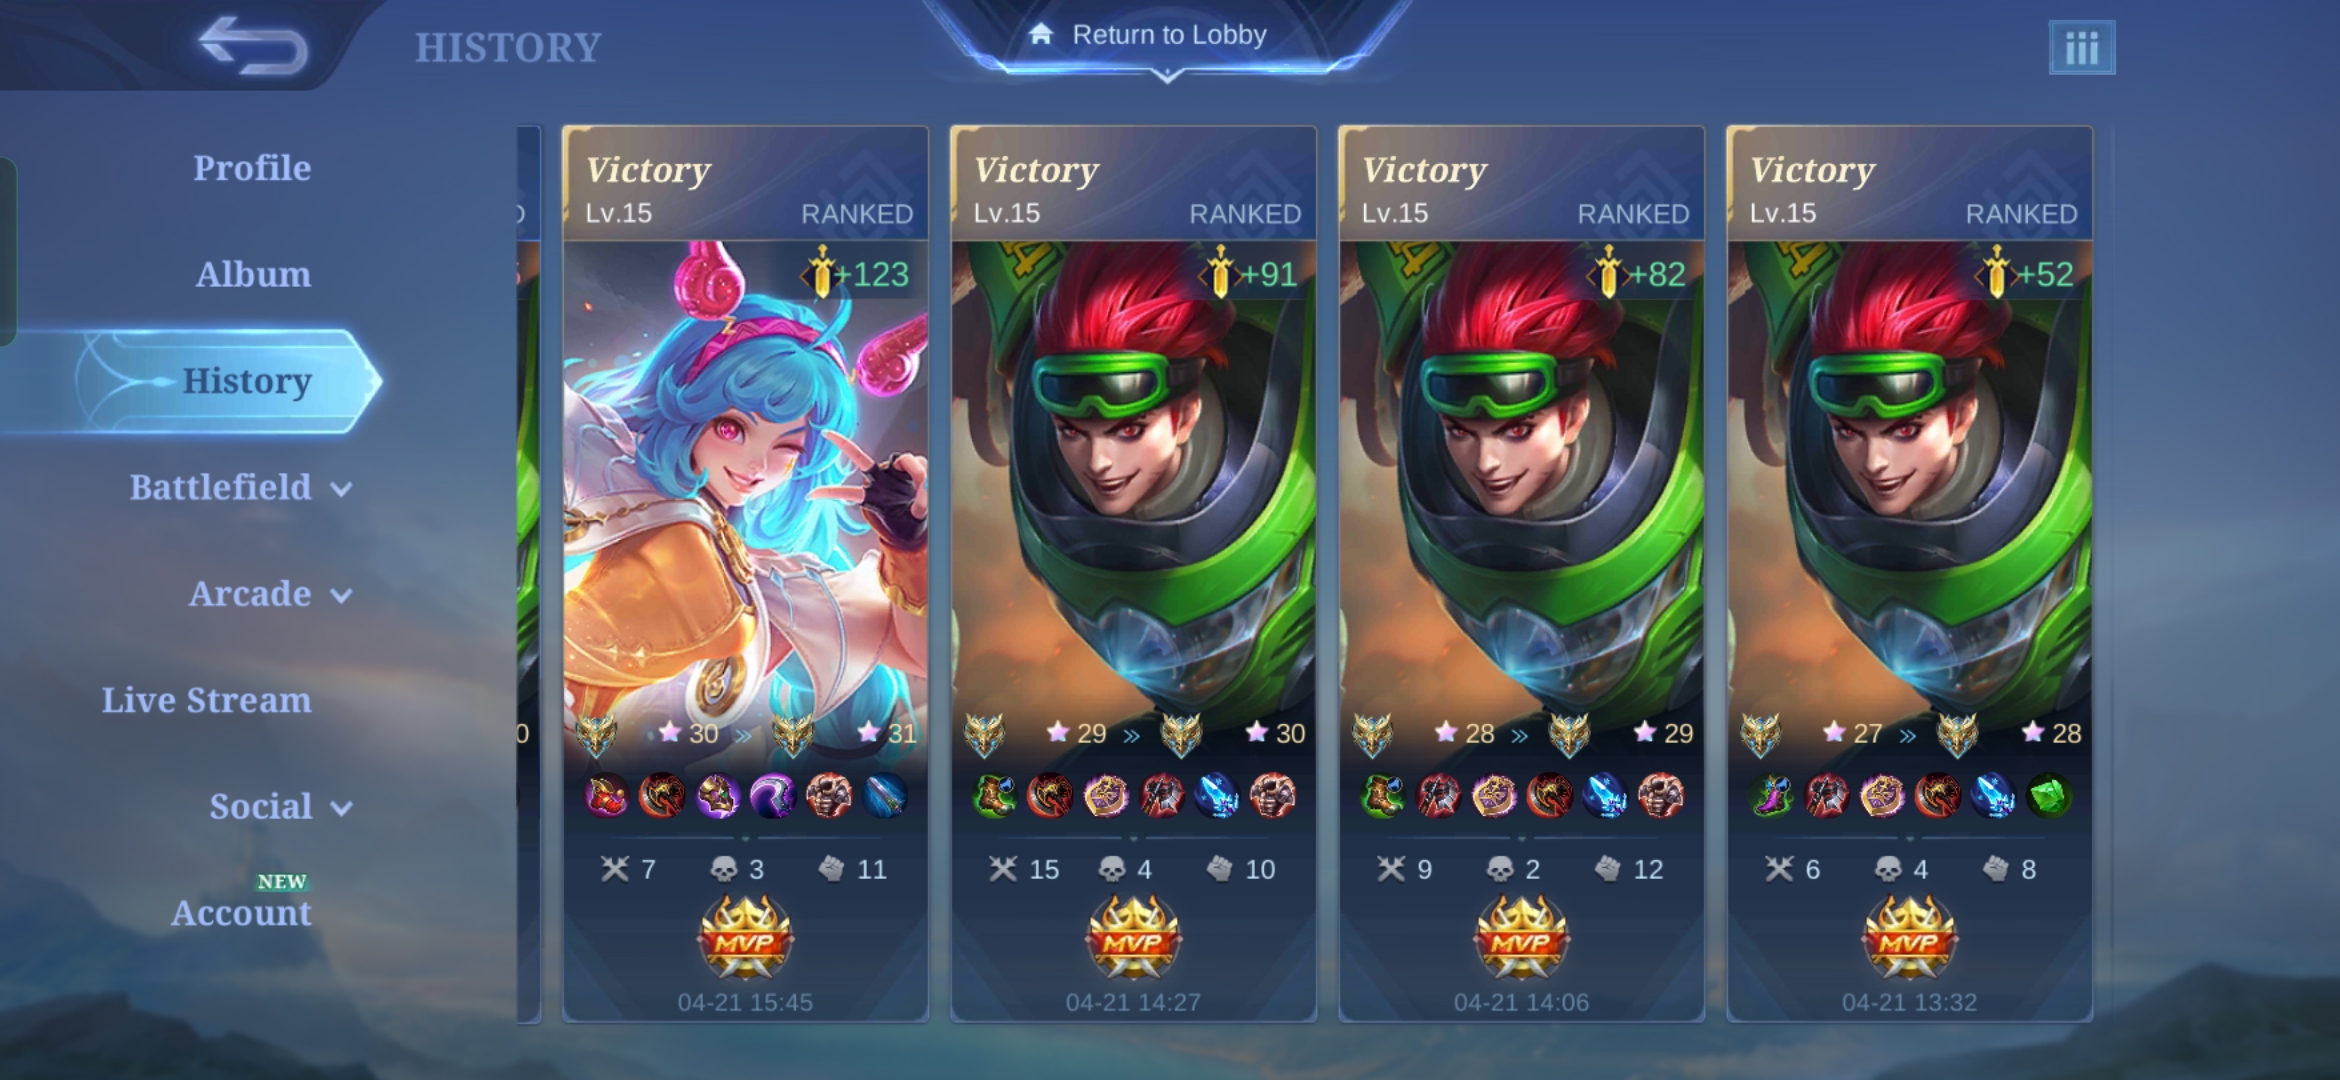 HISTORY
Return to Lobby
Profile
Album
History
Battlefield
Arcade
Live Stream
Social
NEW
Account
Victory
Lv.15 RANKED
+123
30 » 31
7 3 11
MVP
04-21 15:45
Victory
Lv.15 RANKED
+91
29 » 30
15 4 10
MVP
04-21 14:27
Victory
Lv.15 RANKED
+82
28 » 29
9 2 12
MVP
04-21 14:06
Victory
Lv.15 RANKED
+52
27 » 28
6 4 8
MVP
04-21 13:32